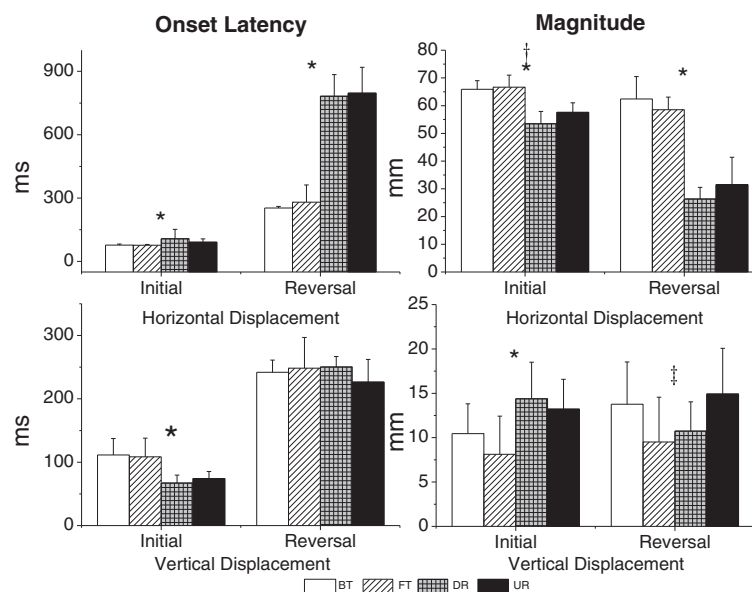 Onset Latency
Magnitude
900
600
300
0
ms
*
*
Initial
Reversal
Horizontal Displacement
70
60
50
40
30
20
10
0
mm
†
*
*
Initial
Reversal
Horizontal Displacement
300
200
100
0
ms
*
Initial
Reversal
Vertical Displacement
25
20
15
10
5
0
mm
*
‡
Initial
Reversal
Vertical Displacement
BT FT DR UR